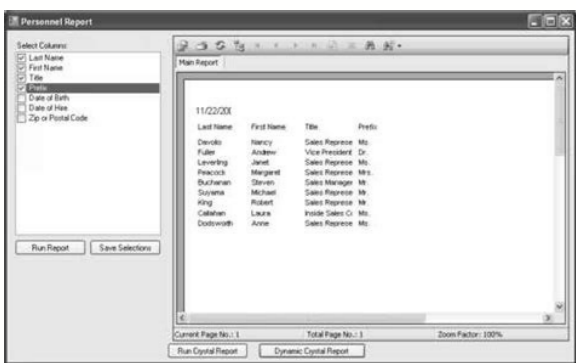 Personnel Report
Select Columns:
Last Name
First Name
Title
Prefix
Date of Birth
Date of Hire
Zip or Postal Code
Run Report Save Selections
Main Report
11/22/20(
Last Name First Name Title Prefix
Davolio Nancy Sales Represe Ms.
Fuller Andrew Vice President Dr.
Leverling Janet Sales Represe Ms.
Peacock Margaret Sales Represe Mrs.
Buchanan Steven Sales Manager Mr.
Suyama Michael Sales Represe Mr.
King Robert Sales Represe Mr.
Callahan Laura Inside Sales Co Ms.
Dodsworth Anne Sales Represe Ms.
Current Page No.: 1 Total Page No.: 1 Zoom Factor: 100%
Run Crystal Report Dynamic Crystal Report